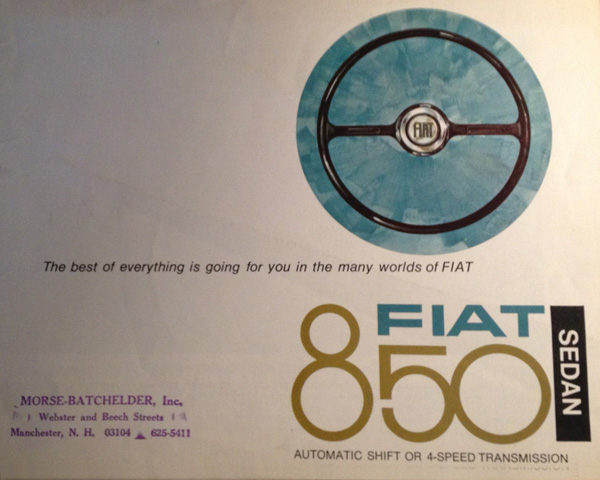 FIAT
The best of everything is going for you in the many worlds of FIAT
FIAT
850
SEDAN
AUTOMATIC SHIFT OR 4-SPEED TRANSMISSION
MORSE-BATCHELDER, Inc.
Webster and Beech Streets
Manchester, N. H. 03104 625-5411